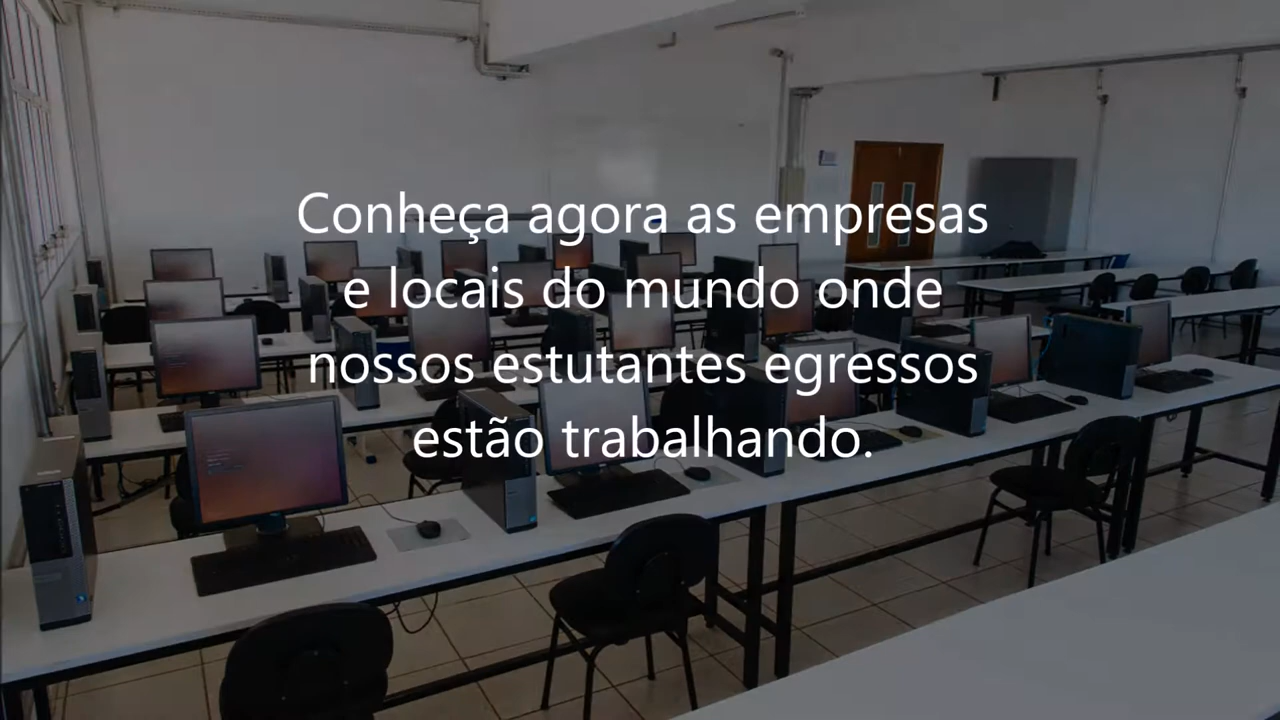 Conheça agora as empresas
e locais do mundo onde
nossos estutantes egressos
estão trabalhando.